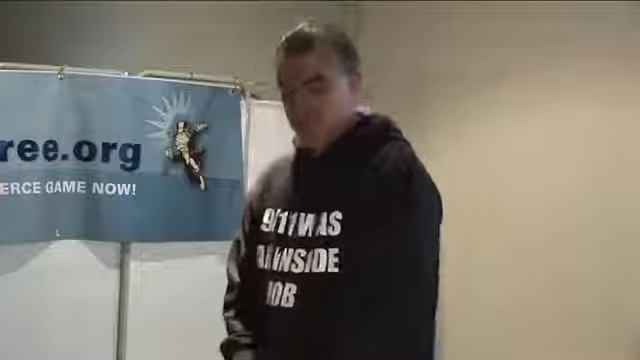 ree.org
ERCE GAME NOW!
9/11 WAS
AN INSIDE
JOB